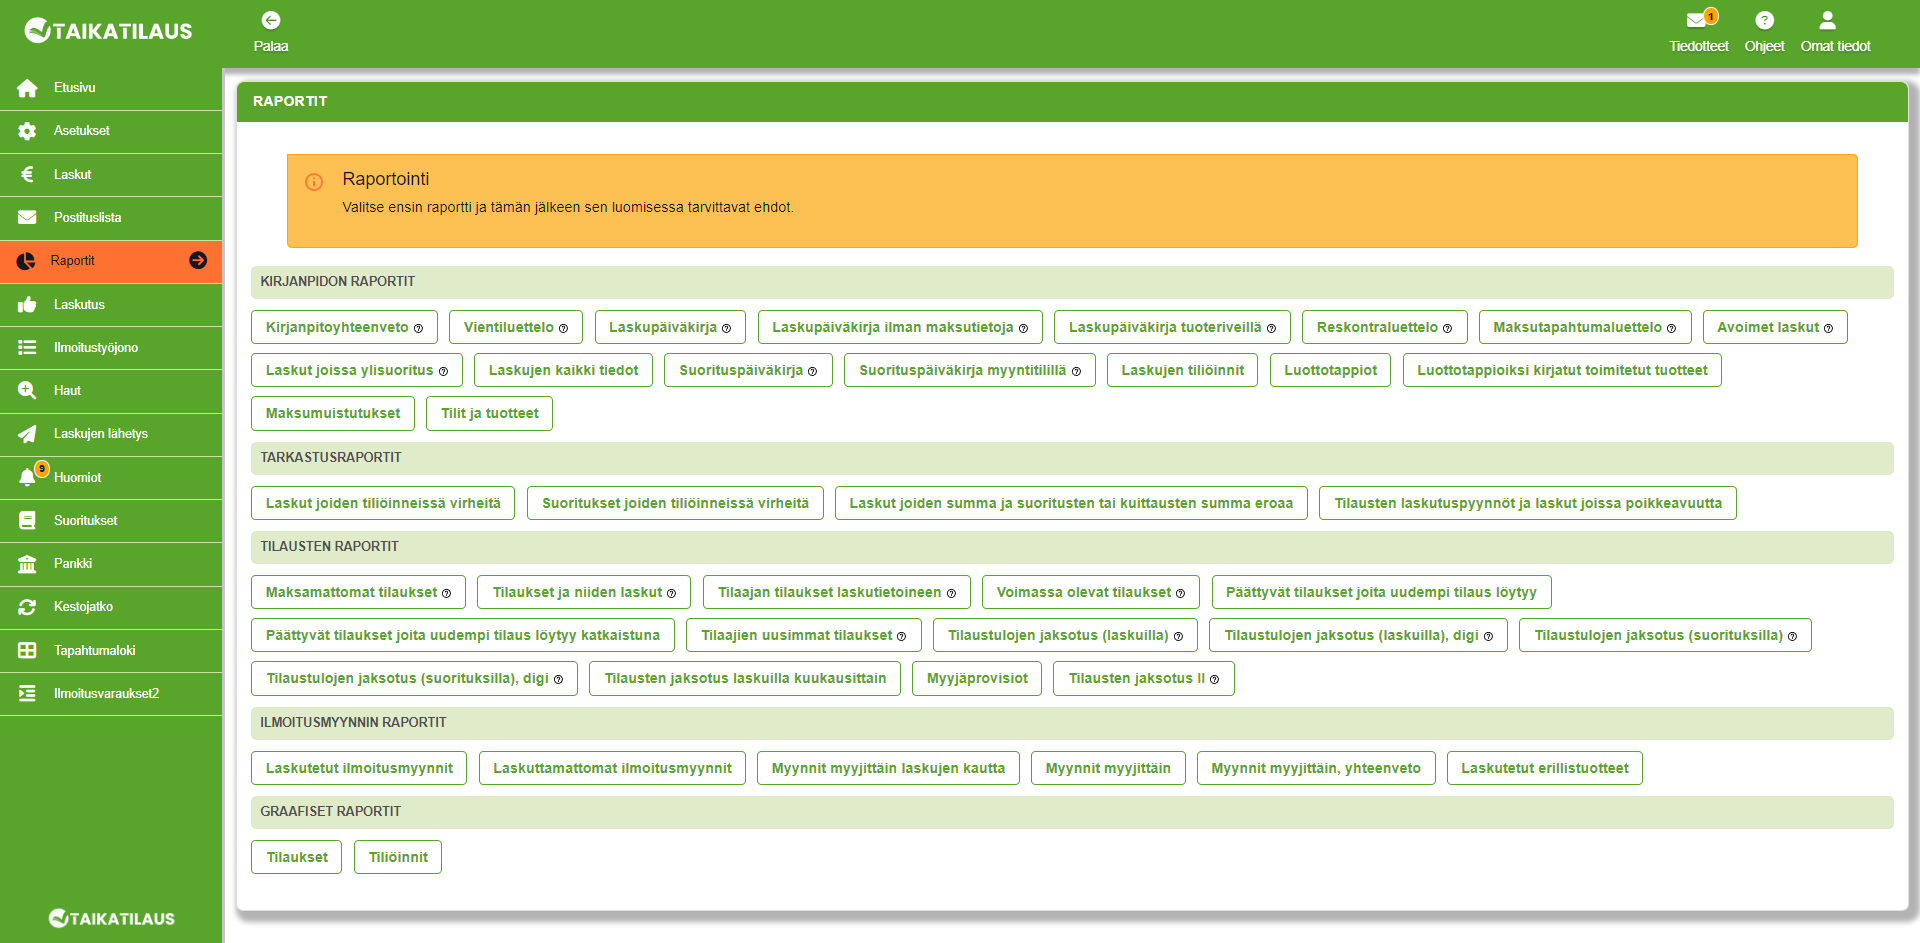 TAIKATILAUS
Palaa
1
Tiedotteet
?
Ohjeet
Omat tiedot
Etusivu
Asetukset
Laskut
Postituslista
Raportit
Laskutus
Ilmoitustyöjono
Haut
Laskujen lähetys
9
Huomiot
Suoritukset
Pankki
Kestojatko
Tapahtumaloki
Ilmoitusvaraukset2
TAIKATILAUS
RAPORTIT
Raportointi
Valitse ensin raportti ja tämän jälkeen sen luomisessa tarvittavat ehdot.
KIRJANPIDON RAPORTIT
Kirjanpitoyhteenveto ? Vientiluettelo ? Laskupäiväkirja ? Laskupäiväkirja ilman maksutietoja ? Laskupäiväkirja tuoteriveillä ? Reskontraluettelo ? Maksutapahtumaluettelo ? Avoimet laskut ?
Laskut joissa ylisuoritus ? Laskujen kaikki tiedot Suorituspäiväkirja ? Suorituspäiväkirja myyntitilillä ? Laskujen tiliöinnit Luottotappiot Luottotappioiksi kirjatut toimitetut tuotteet
Maksumuistutukset Tilit ja tuotteet
TARKASTUSRAPORTIT
Laskut joiden tiliöinneissä virheitä Suoritukset joiden tiliöinneissä virheitä Laskut joiden summa ja suoritusten tai kuittausten summa eroaa Tilausten laskutuspyynnöt ja laskut joissa poikkeavuutta
TILAUSTEN RAPORTIT
Maksamattomat tilaukset ? Tilaukset ja niiden laskut ? Tilaajan tilaukset laskutietoineen ? Voimassa olevat tilaukset ? Päättyvät tilaukset joita uudempi tilaus löytyy
Päättyvät tilaukset joita uudempi tilaus löytyy katkaistuna Tilaajien uusimmat tilaukset ? Tilaustulojen jaksotus (laskuilla) ? Tilaustulojen jaksotus (laskuilla), digi ? Tilaustulojen jaksotus (suorituksilla) ?
Tilaustulojen jaksotus (suorituksilla), digi ? Tilausten jaksotus laskuilla kuukausittain Myyjäprovisiot Tilausten jaksotus II ?
ILMOITUSMYYNNIN RAPORTIT
Laskutetut ilmoitusmyynnit Laskuttamattomat ilmoitusmyynnit Myynnit myyjittäin laskujen kautta Myynnit myyjittäin Myynnit myyjittäin, yhteenveto Laskutetut erillistuotteet
GRAAFISET RAPORTIT
Tilaukset Tiliöinnit